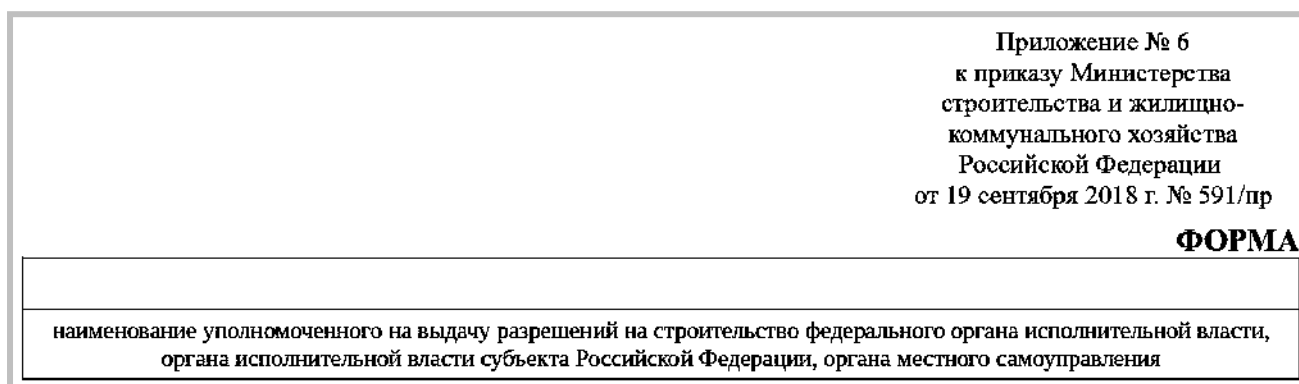 Приложение № 6
к приказу Министерства
строительства и жилищно-
коммунального хозяйства
Российской Федерации
от 19 сентября 2018 г. № 591/пр
ФОРМА
наименование уполномоченного на выдачу разрешений на строительство федерального органа исполнительной власти,
органа исполнительной власти субъекта Российской Федерации, органа местного самоуправления